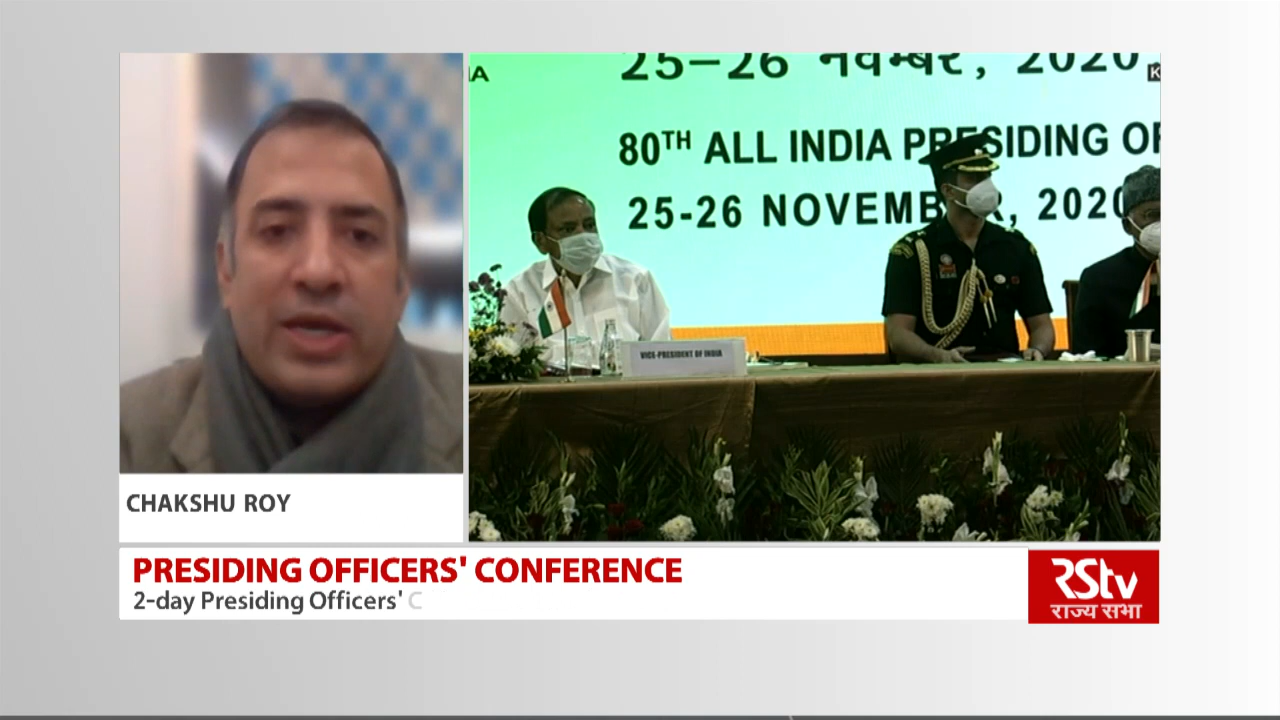 25–26 नवम्बर, 2020
80TH ALL INDIA PRESIDING
25-26 NOVEMBER, 2020
VICE-PRESIDENT OF INDIA
CHAKSHU ROY
PRESIDING OFFICERS' CONFERENCE
2-day Presiding Officers' C
RStv
राज्य सभा